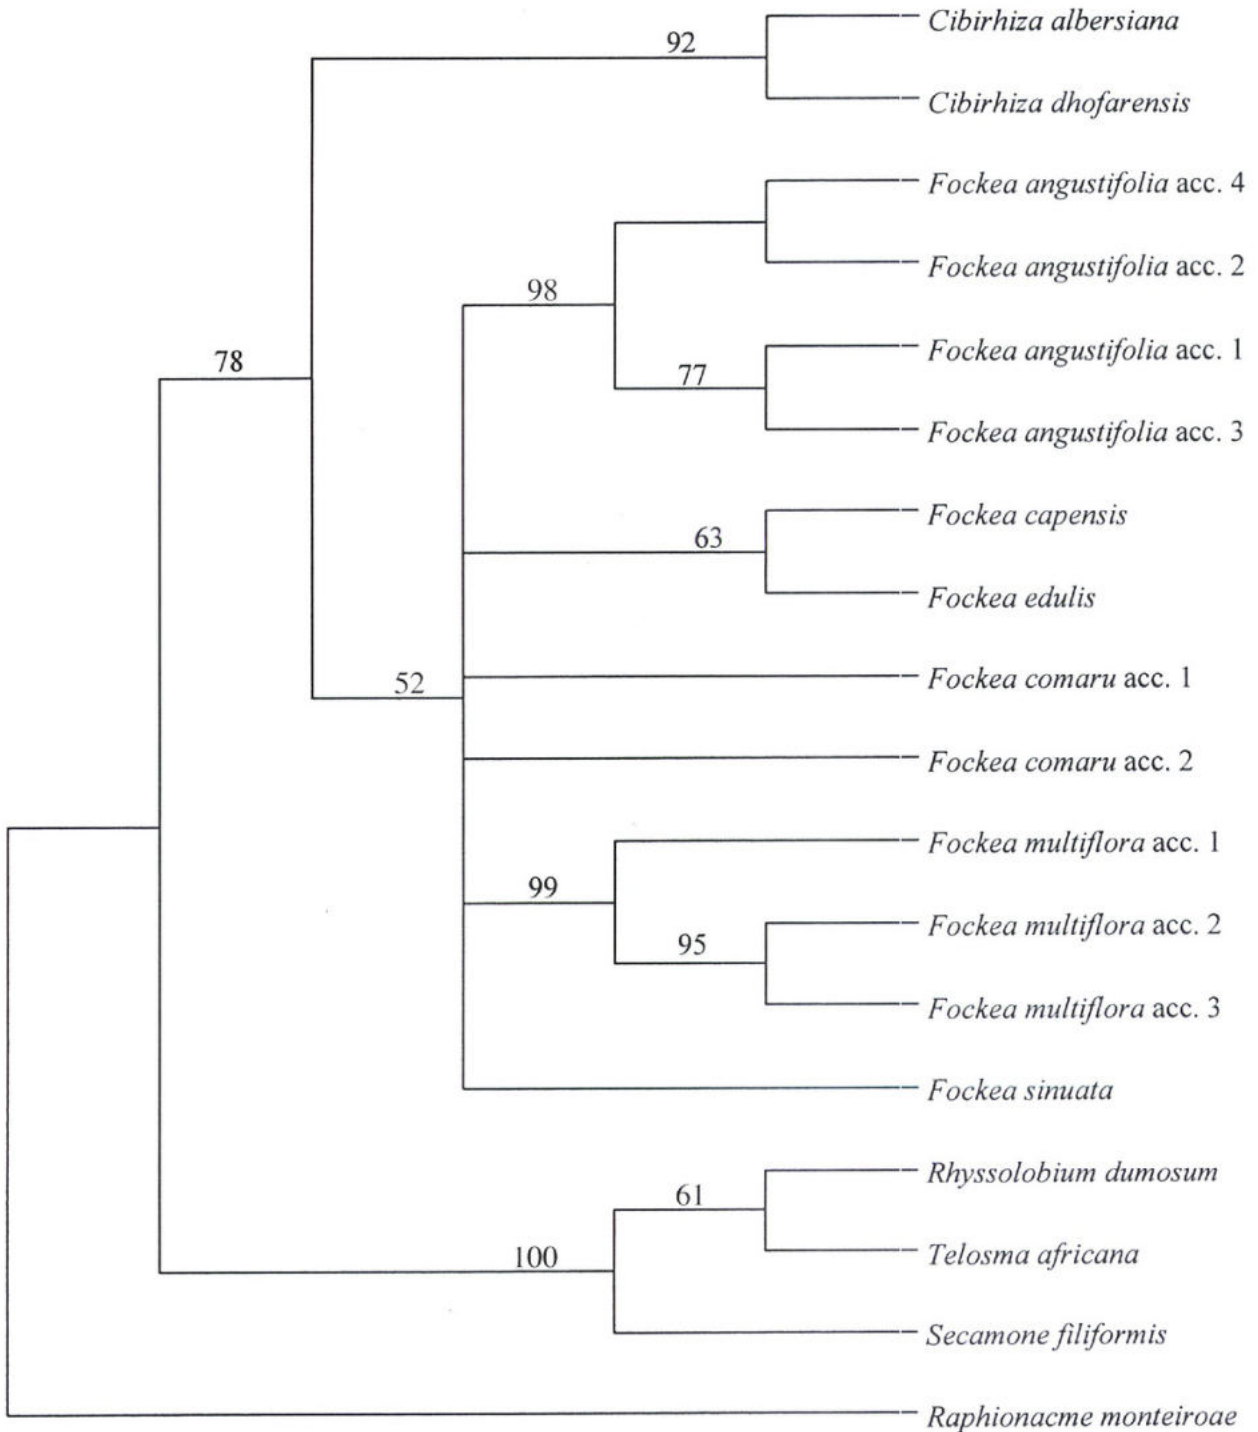 Cibirhiza albersiana
92
Cibirhiza dhofarensis
Fockea angustifolia acc. 4
Fockea angustifolia acc. 2
98
Fockea angustifolia acc. 1
78
77
Fockea angustifolia acc. 3
Fockea capensis
63
Fockea edulis
Fockea comaru acc. 1
52
Fockea comaru acc. 2
Fockea multiflora acc. 1
99
Fockea multiflora acc. 2
95
Fockea multiflora acc. 3
Fockea sinuata
Rhyssolobium dumosum
61
Telosma africana
100
Secamone filiformis
Raphionacme monteiroae